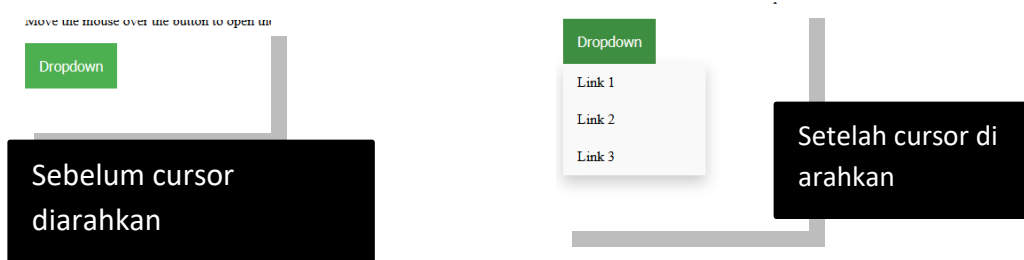 Move the mouse over the button to open the
Dropdown
Sebelum cursor
diarahkan
Dropdown
Link 1
Link 2
Link 3
Setelah cursor di
arahkan